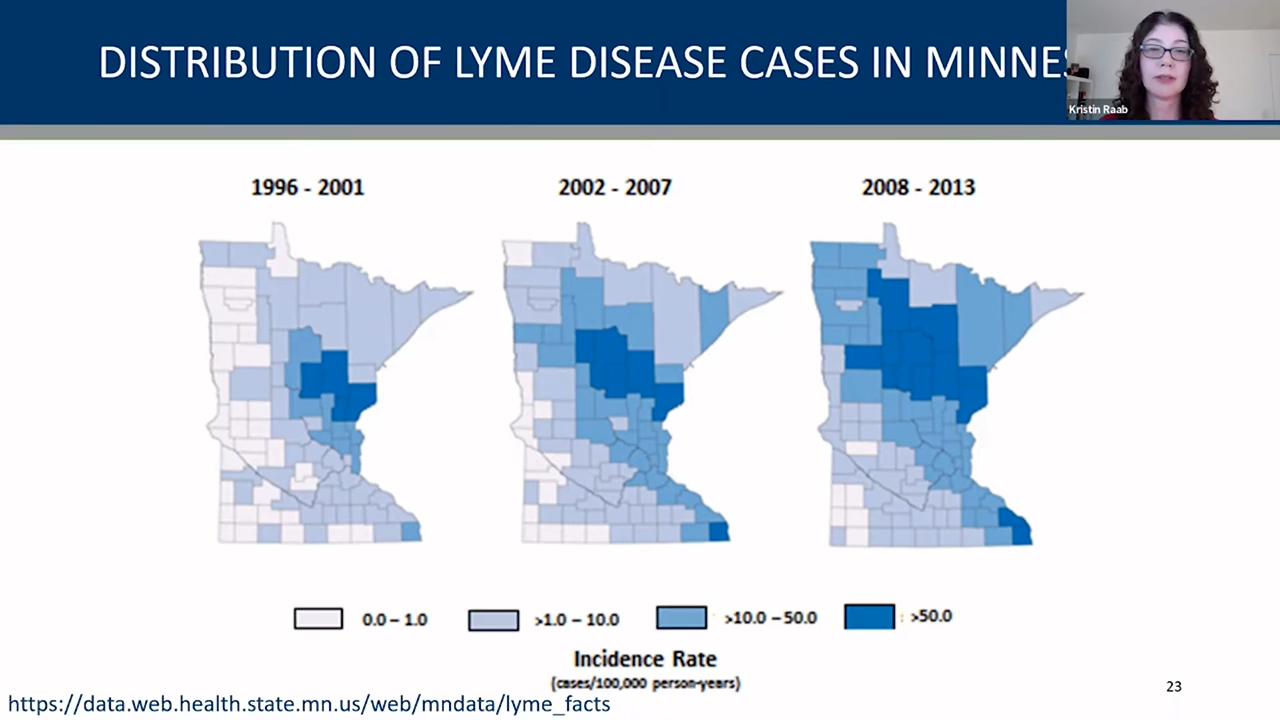 DISTRIBUTION OF LYME DISEASE CASES IN MINNES
Kristin Raab
1996 - 2001
2002 - 2007
2008 - 2013
0.0 – 1.0
>1.0 – 10.0
>10.0 – 50.0
>50.0
Incidence Rate
(cases/100,000 person-years)
23
https://data.web.health.state.mn.us/web/mndata/lyme_facts